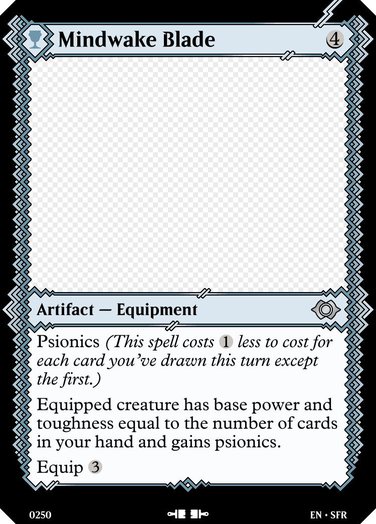 Mindwake Blade 4
Artifact — Equipment
Psionics (This spell costs 1 less to cost for
each card you've drawn this turn except
the first.)
Equipped creature has base power and
toughness equal to the number of cards
in your hand and gains psionics.
Equip 3
0250 EN • SFR